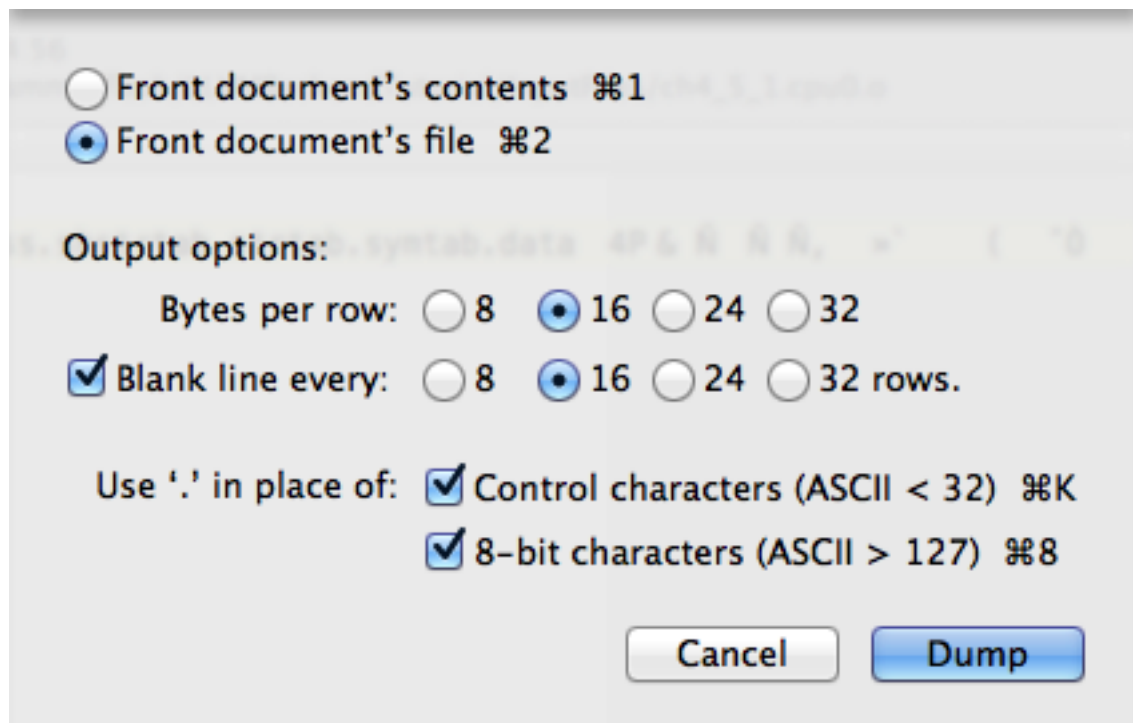 Front document's contents ⌘1
Front document's file ⌘2
Output options:
Bytes per row: 8 16 24 32
Blank line every: 8 16 24 32 rows.
Use ‘.’ in place of: Control characters (ASCII < 32) ⌘K
8-bit characters (ASCII > 127) ⌘8
Cancel Dump